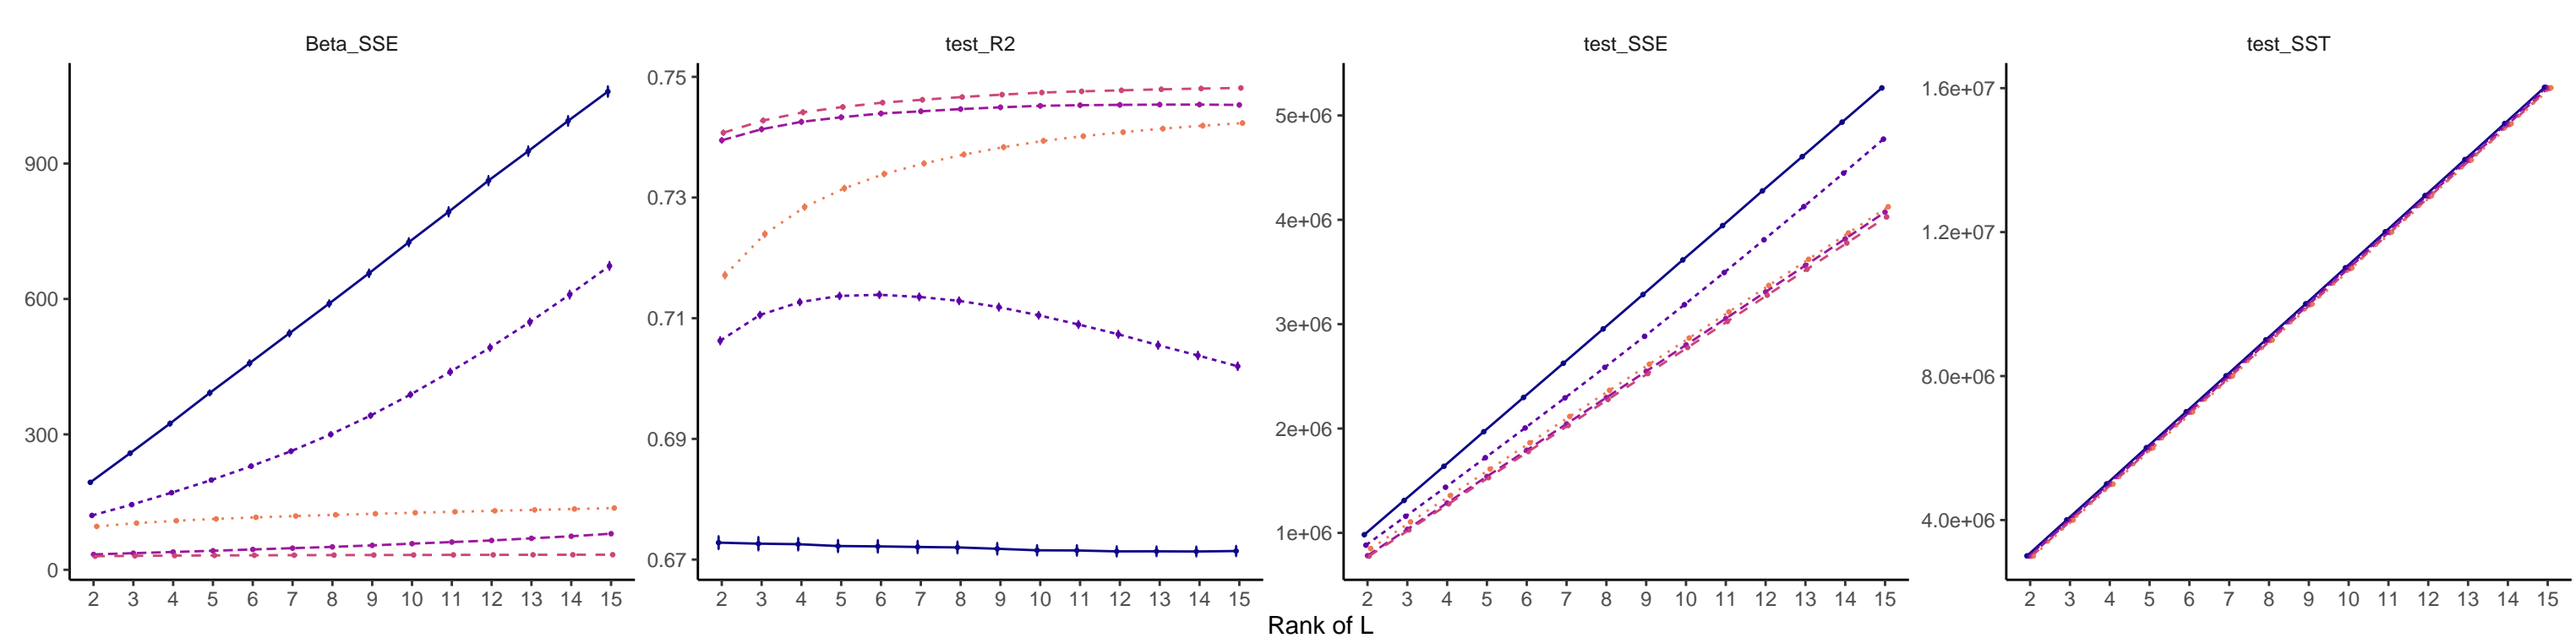 Beta_SSE
test_R2
test_SSE
test_SST
900
600
300
0
0.75
0.73
0.71
0.69
0.67
5e+06
4e+06
3e+06
2e+06
1e+06
1.6e+07
1.2e+07
8.0e+06
4.0e+06
2 3 4 5 6 7 8 9 10 11 12 13 14 15
2 3 4 5 6 7 8 9 10 11 12 13 14 15
2 3 4 5 6 7 8 9 10 11 12 13 14 15
2 3 4 5 6 7 8 9 10 11 12 13 14 15
Rank of L